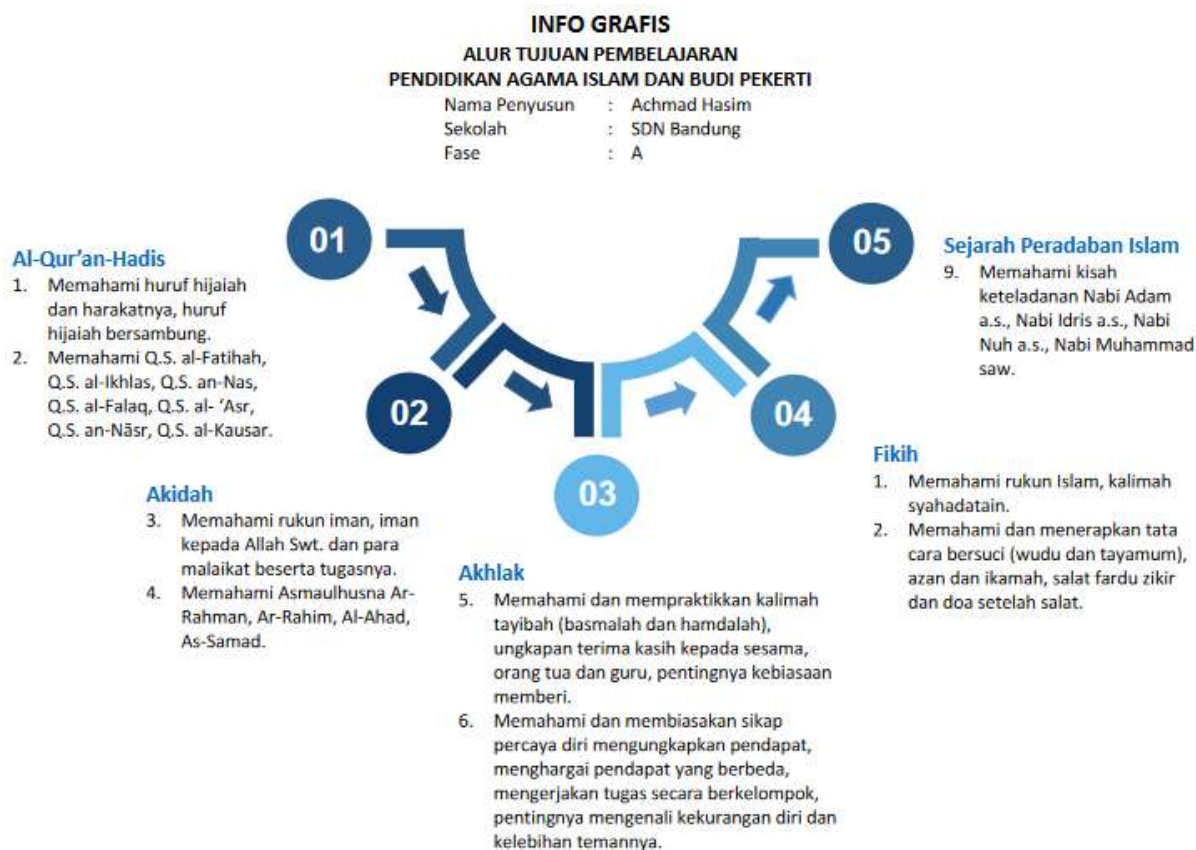 INFO GRAFIS
ALUR TUJUAN PEMBELAJARAN
PENDIDIKAN AGAMA ISLAM DAN BUDI PEKERTI
Nama Penyusun : Achmad Hasim
Sekolah : SDN Bandung
Fase : A
01
Al-Qur'an-Hadis
1. Memahami huruf hijaiah
dan harakatnya, huruf
hijaiah bersambung.
2. Memahami Q.S. al-Fatihah,
Q.S. al-Ikhlas, Q.S. an-Nas,
Q.S. al-Falaq, Q.S. al- ‘Asr,
Q.S. an-Nāsr, Q.S. al-Kausar.
02
Akidah
3. Memahami rukun iman, iman
kepada Allah Swt. dan para
malaikat beserta tugasnya.
4. Memahami Asmaulhusna Ar-
Rahman, Ar-Rahim, Al-Ahad,
As-Samad.
03
Akhlak
5. Memahami dan mempraktikkan kalimah
tayibah (basmalah dan hamdalah),
ungkapan terima kasih kepada sesama,
orang tua dan guru, pentingnya kebiasaan
memberi.
6. Memahami dan membiasakan sikap
percaya diri mengungkapkan pendapat,
menghargai pendapat yang berbeda,
mengerjakan tugas secara berkelompok,
pentingnya mengenali kekurangan diri dan
kelebihan temannya.
04
Fikih
1. Memahami rukun Islam, kalimah
syahadatain.
2. Memahami dan menerapkan tata
cara bersuci (wudu dan tayamum),
azan dan ikamah, salat fardu zikir
dan doa setelah salat.
05
Sejarah Peradaban Islam
9. Memahami kisah
keteladanan Nabi Adam
a.s., Nabi Idris a.s., Nabi
Nuh a.s., Nabi Muhammad
saw.